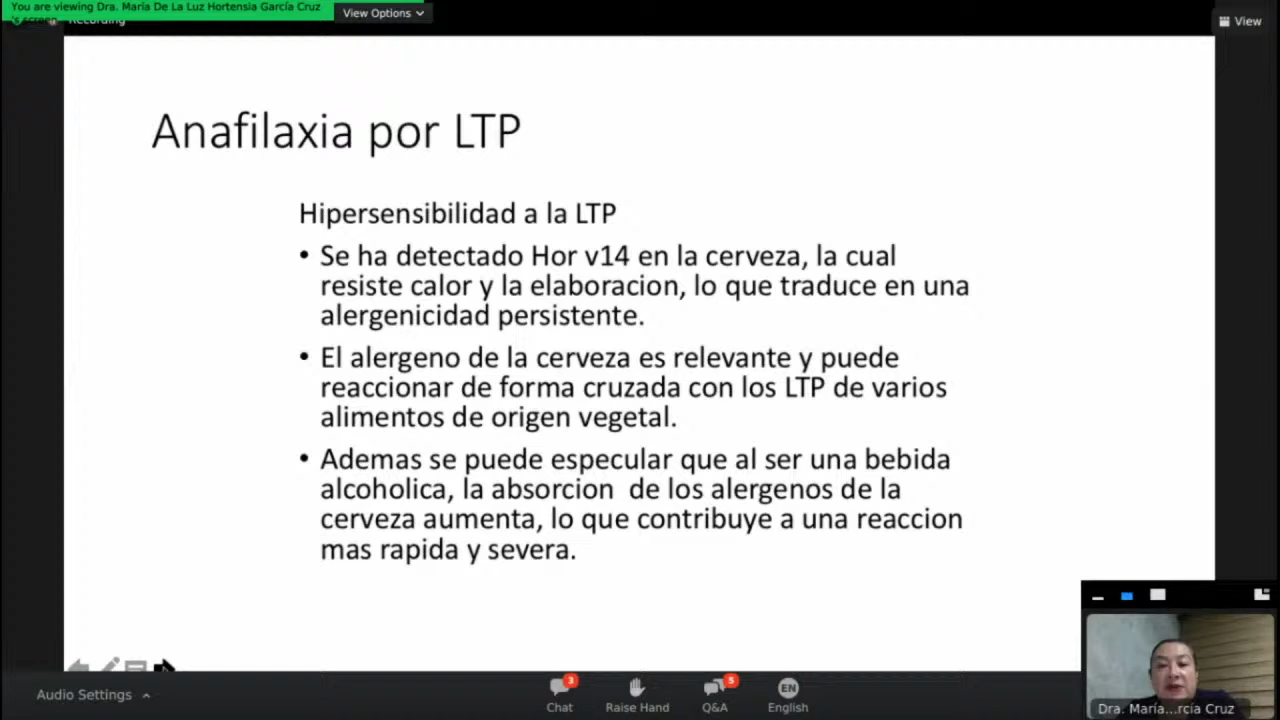 You are viewing Dra. María De La Luz Hortensia García Cruz
's screen
View Options
Recording
View
Anafilaxia por LTP
Hipersensibilidad a la LTP
• Se ha detectado Hor v14 en la cerveza, la cual
resiste calor y la elaboracion, lo que traduce en una
alergenicidad persistente.
• El alergeno de la cerveza es relevante y puede
reaccionar de forma cruzada con los LTP de varios
alimentos de origen vegetal.
• Ademas se puede especular que al ser una bebida
alcoholica, la absorcion  de los alergenos de la
cerveza aumenta, lo que contribuye a una reaccion
mas rapida y severa.
Audio Settings
3
Chat
Raise Hand
5
Q&A
EN
English
Dra. María...rcía Cruz